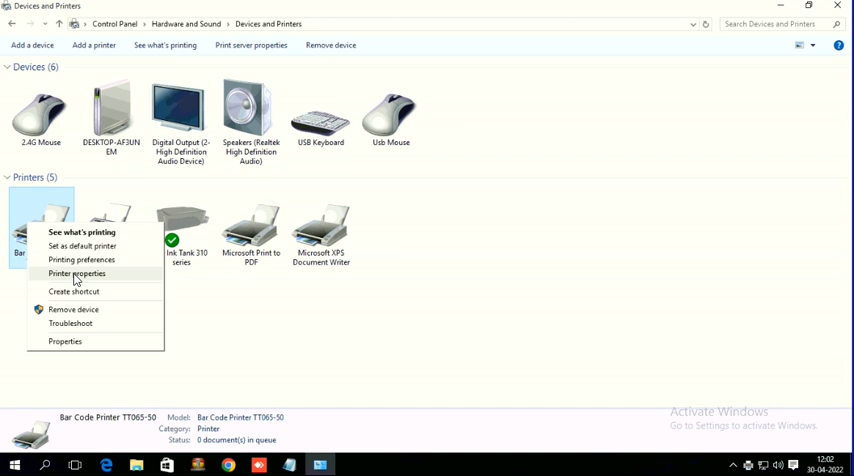 Devices and Printers
Control Panel > Hardware and Sound > Devices and Printers
Search Devices and Printers
Add a device Add a printer See what's printing Print server properties Remove device
Devices (6)
2.4G Mouse
DESKTOP-AF3UN
EM
Digital Output (2-
High Definition
Audio Device)
Speakers (Realtek
High Definition
Audio)
USB Keyboard
Usb Mouse
Printers (5)
Bar
Ink Tank 310
series
Microsoft Print to
PDF
Microsoft XPS
Document Writer
See what's printing
Set as default printer
Printing preferences
Printer properties
Create shortcut
Remove device
Troubleshoot
Properties
Activate Windows
Go to Settings to activate Windows.
Bar Code Printer TT065-50 Model: Bar Code Printer TT065-50
Category: Printer
Status: 0 document(s) in queue
12:02
30-04-2022